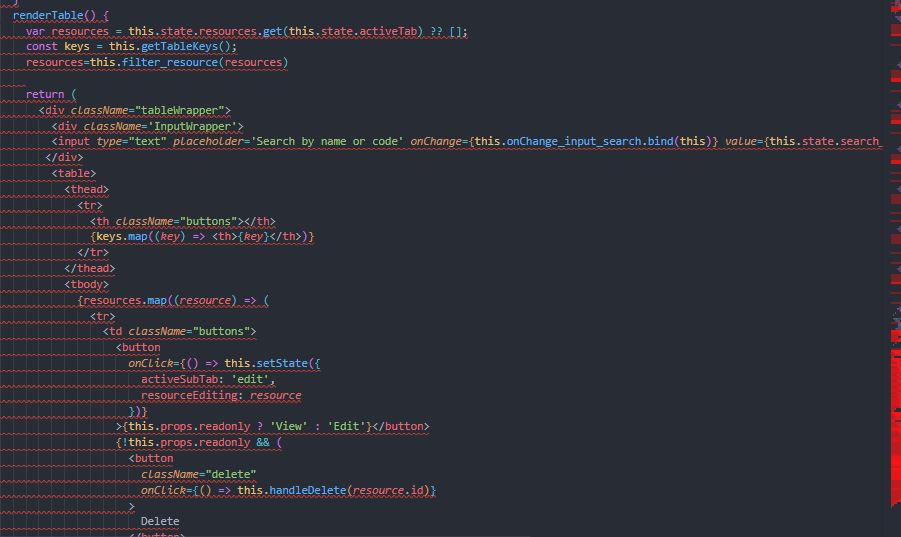 }
renderTable() {
var resources = this.state.resources.get(this.state.activeTab) ?? [];
const keys = this.getTableKeys();
resources=this.filter_resource(resources)
return (
<div className="tableWrapper">
<div className='InputWrapper'>
<input type="text" placeholder='Search by name or code' onChange={this.onChange_input_search.bind(this)} value={this.state.search_
</div>
<table>
<thead>
<tr>
<th className="buttons"></th>
{keys.map((key) => <th>{key}</th>)}
</tr>
</thead>
<tbody>
{resources.map((resource) => (
<tr>
<td className="buttons">
<button
onClick={() => this.setState({
activeSubTab: 'edit',
resourceEditing: resource
})}
>{this.props.readonly ? 'View' : 'Edit'}</button>
{!this.props.readonly && (
<button
className="delete"
onClick={() => this.handleDelete(resource.id)}
>
Delete
</button>